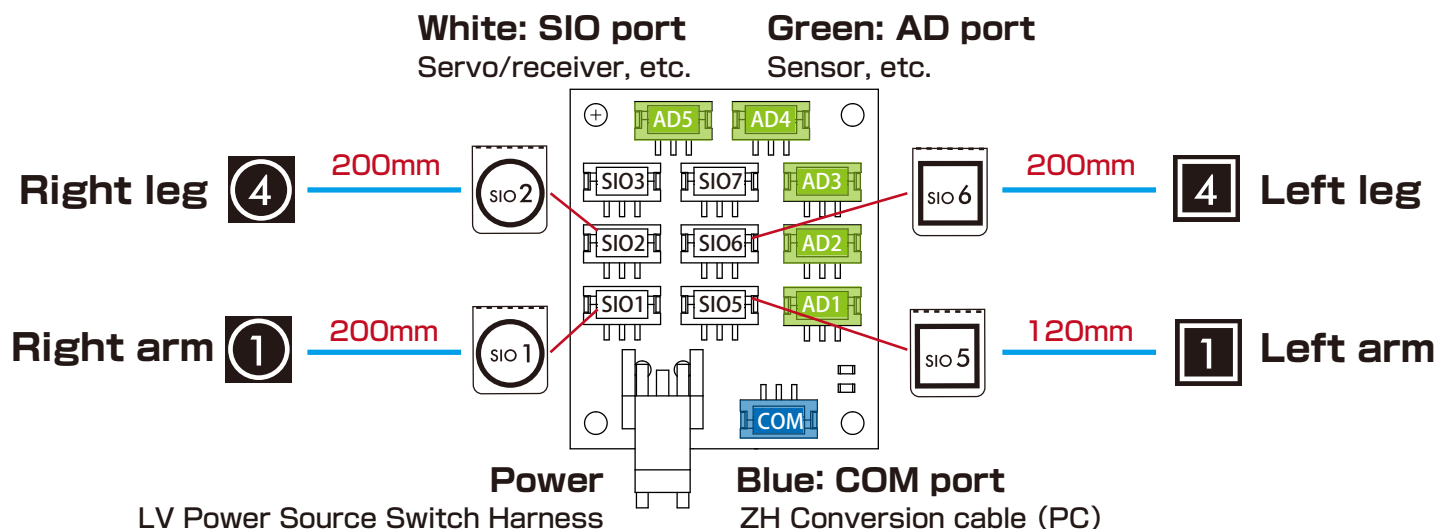 White: SIO port
Servo/receiver, etc.
Green: AD port
Sensor, etc.
AD5
AD4
Right leg
4
200mm
SIO 2
SIO3
SIO7
AD3
SIO 6
200mm
4
Left leg
SIO2
SIO6
AD2
Right arm
1
200mm
SIO 1
SIO1
SIO5
AD1
SIO 5
120mm
1
Left arm
COM
Power
LV Power Source Switch Harness
Blue: COM port
ZH Conversion cable (PC)